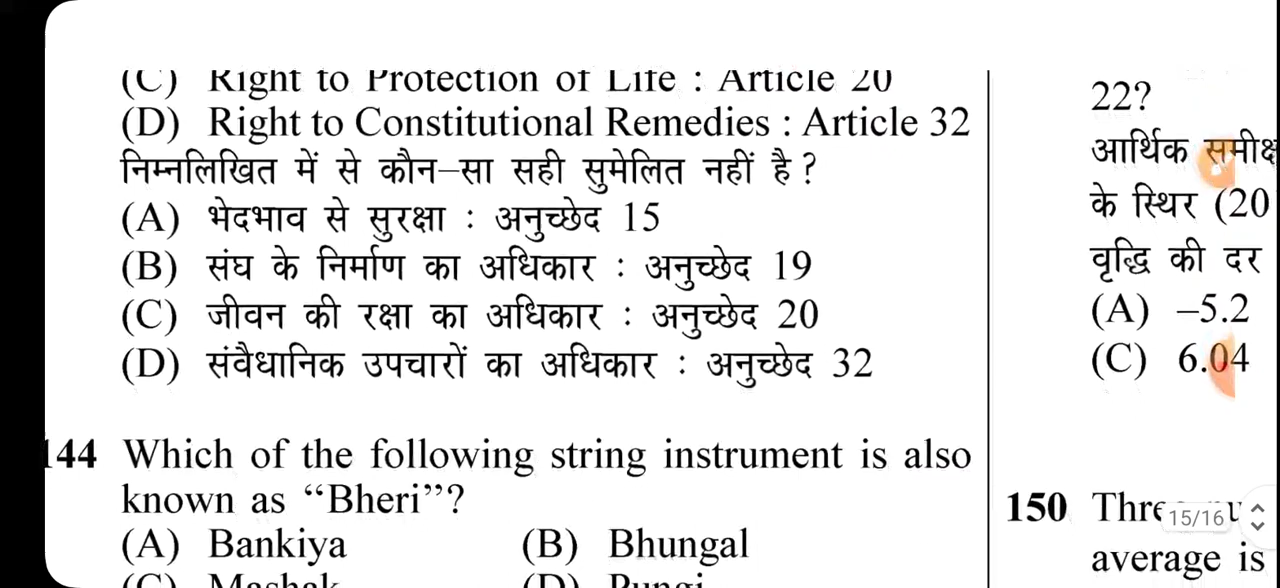 (C) Right to Protection of Life : Article 20
(D) Right to Constitutional Remedies : Article 32
निम्नलिखित में से कौन–सा सही सुमेलित नहीं है ?
(A) भेदभाव से सुरक्षा : अनुच्छेद 15
(B) संघ के निर्माण का अधिकार : अनुच्छेद 19
(C) जीवन की रक्षा का अधिकार : अनुच्छेद 20
(D) संवैधानिक उपचारों का अधिकार : अनुच्छेद 32
144 Which of the following string instrument is also
known as “Bheri”?
(A) Bankiya (B) Bhungal
(C) Mashak (D) Pungi
22?
आर्थिक
के स्थिर (20
वृद्धि की दर
(A) –5.2
(C) 6.04
150
average is
15/16